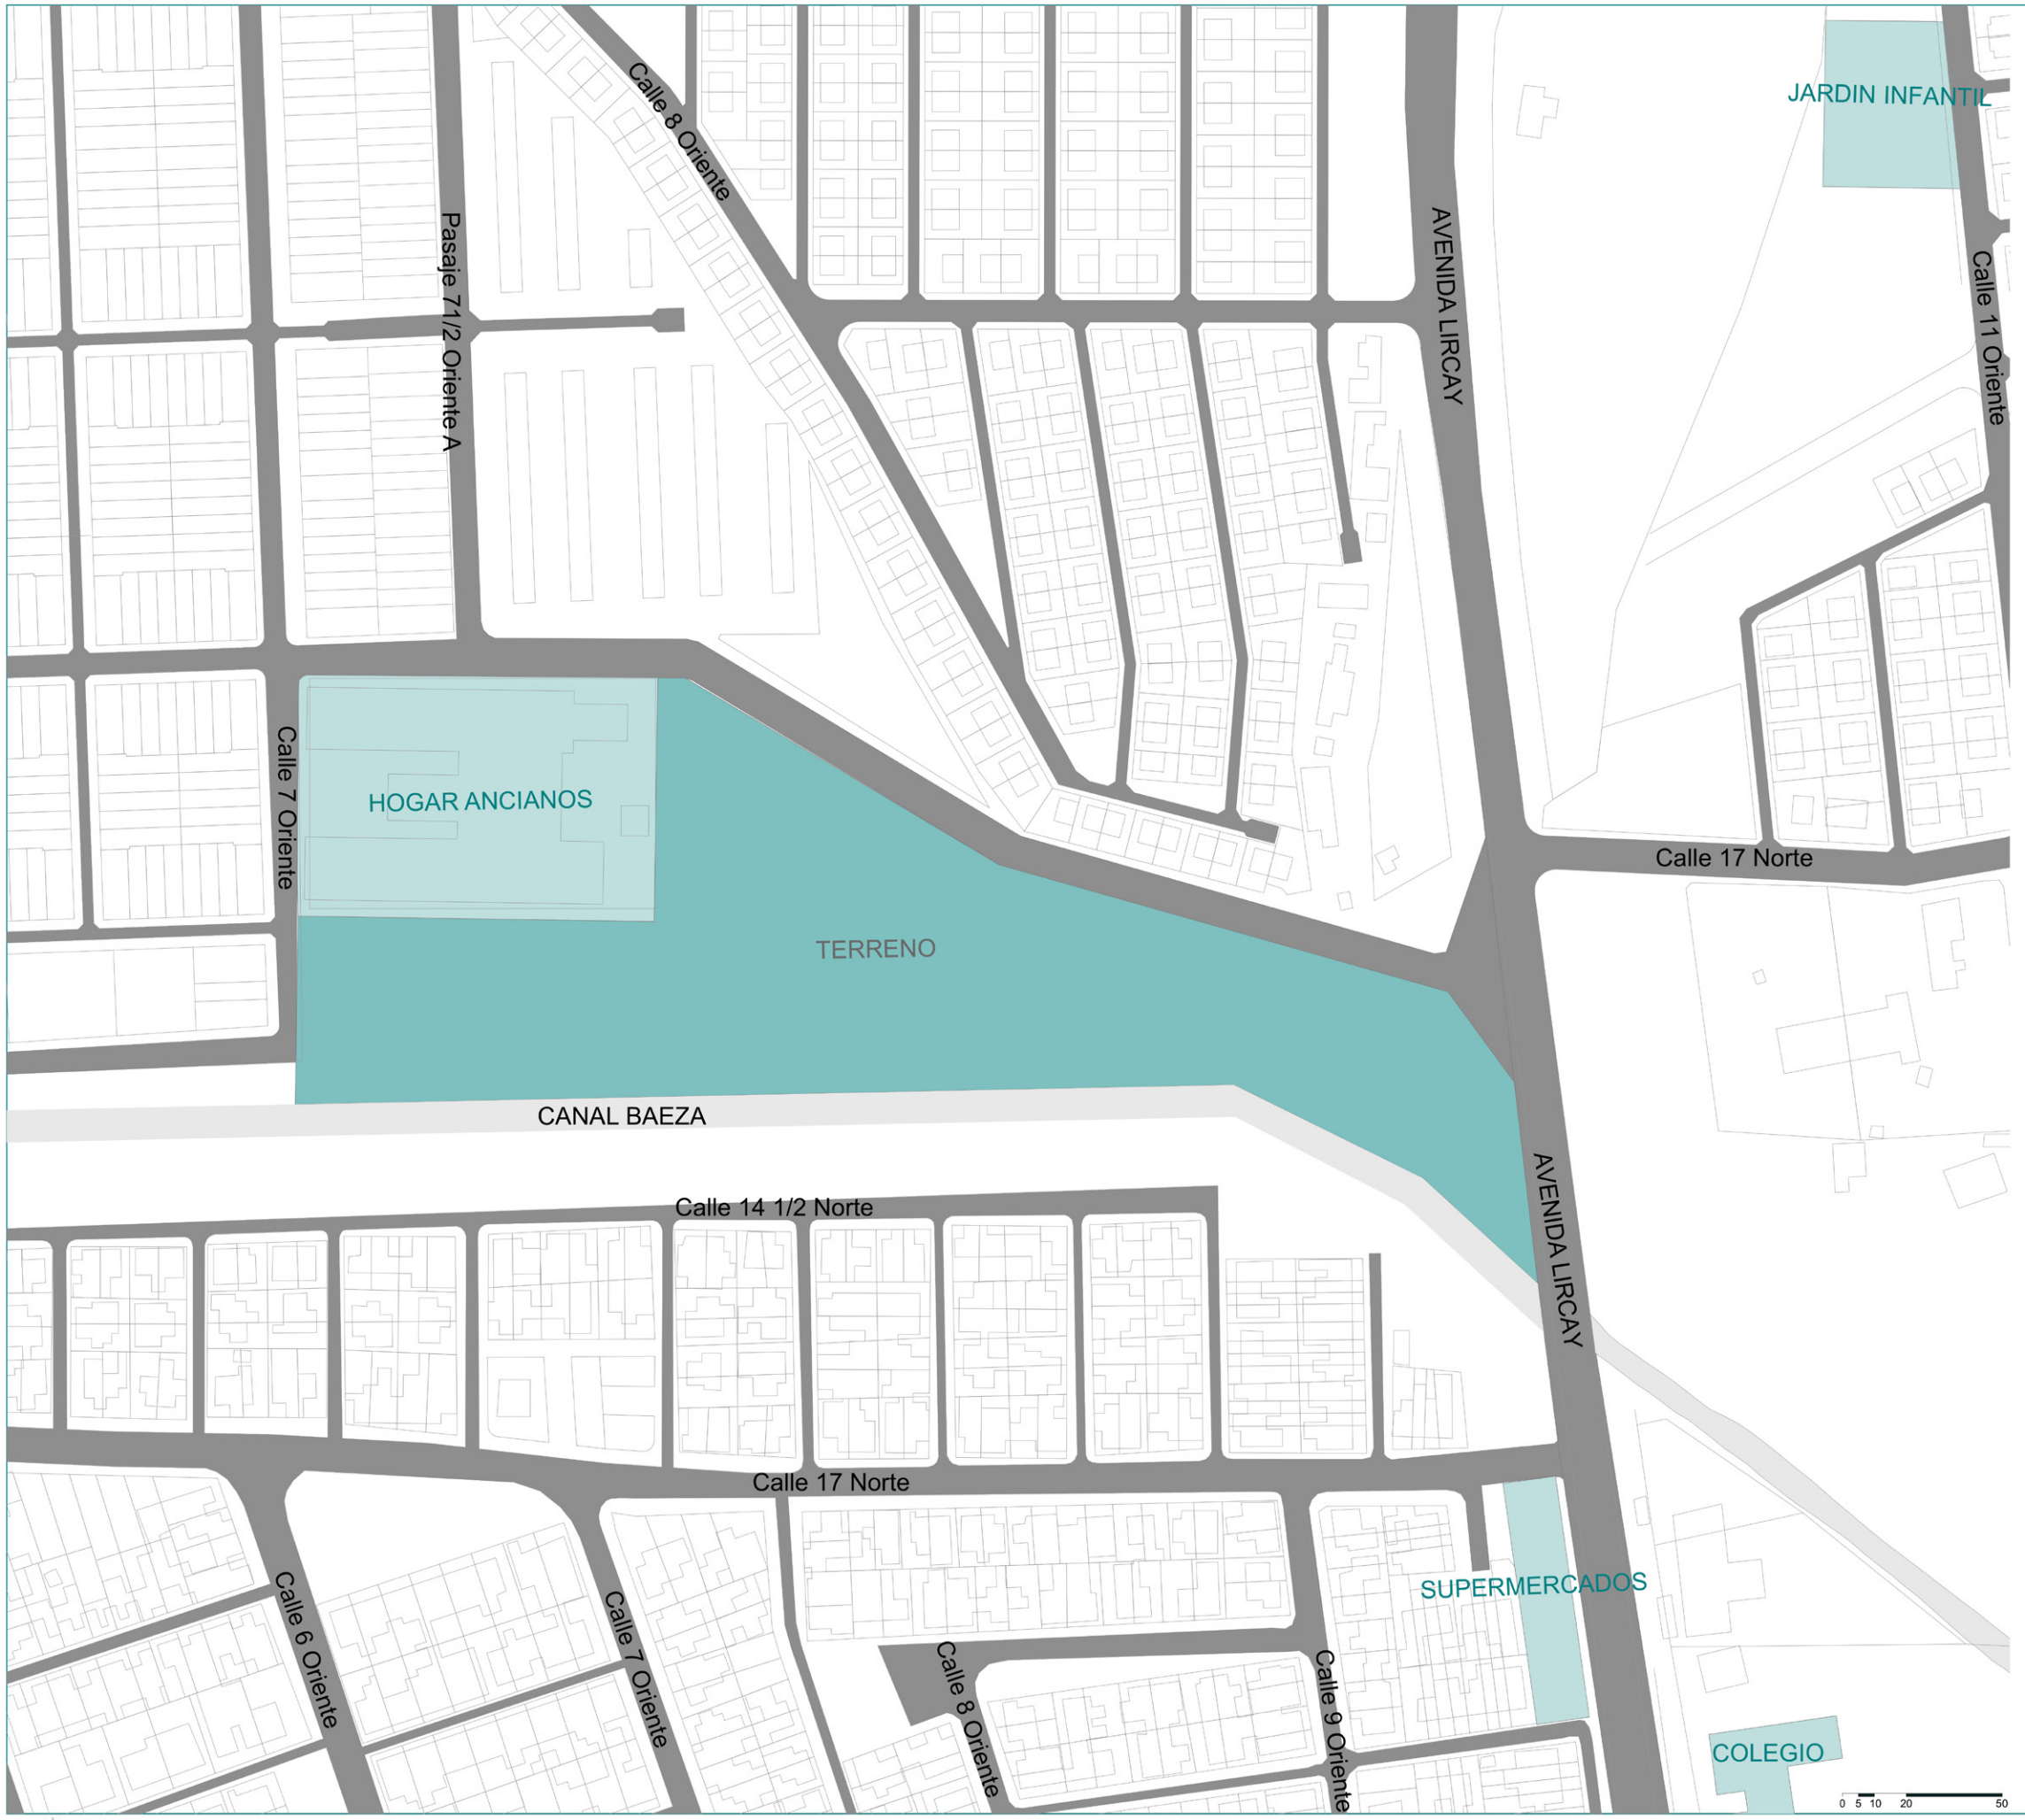 JARDIN INFANTIL
Calle 8 Oriente
Pasaje 71/2 Oriente A
AVENIDA LIRCAY
Calle 11 Oriente
Calle 7 Oriente
HOGAR ANCIANOS
Calle 17 Norte
TERRENO
CANAL BAEZA
Calle 14 1/2 Norte
AVENIDA LIRCAY
Calle 17 Norte
Calle 6 Oriente
Calle 7 Oriente
Calle 8 Oriente
Calle 9 Oriente
SUPERMERCADOS
COLEGIO
0 5 10 20 50